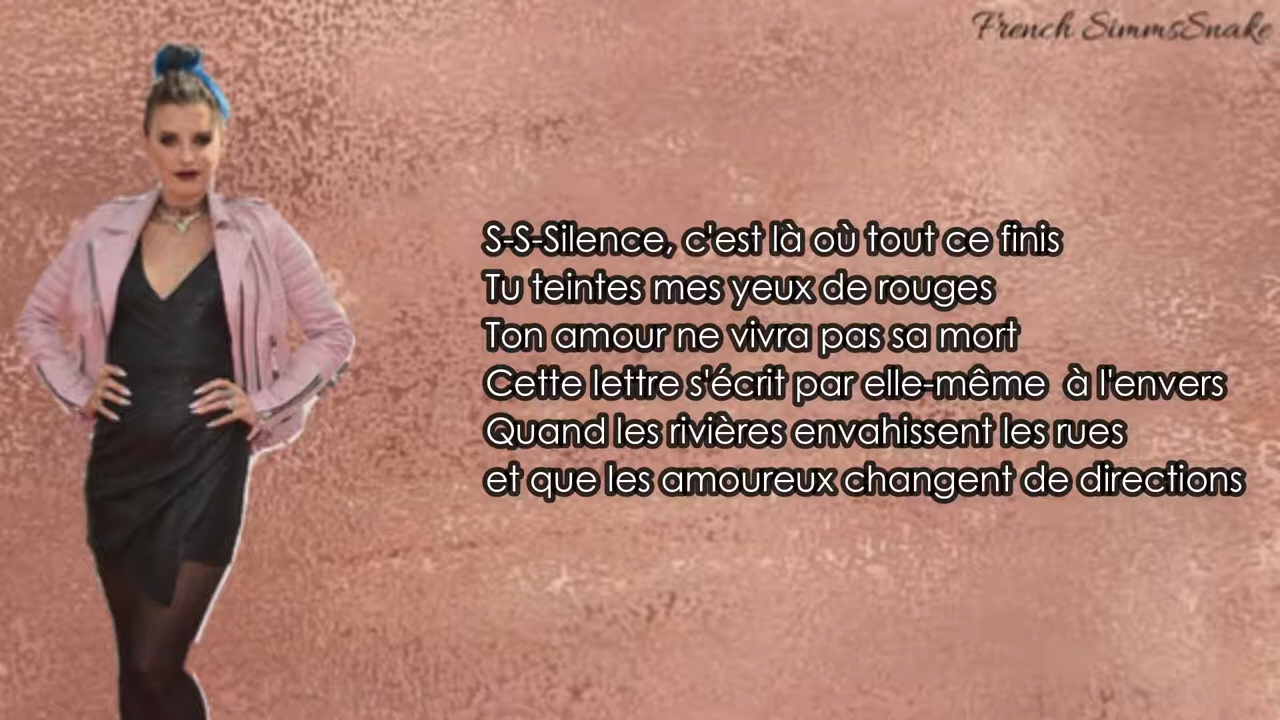 French SimmsSnake
S-S-Silence, c'est là où tout ce finis
Tu teintes mes yeux de rouges
Ton amour ne vivra pas sa mort
Cette lettre s'écrit par elle-même à l'envers
Quand les rivières envahissent les rues
et que les amoureux changent de directions